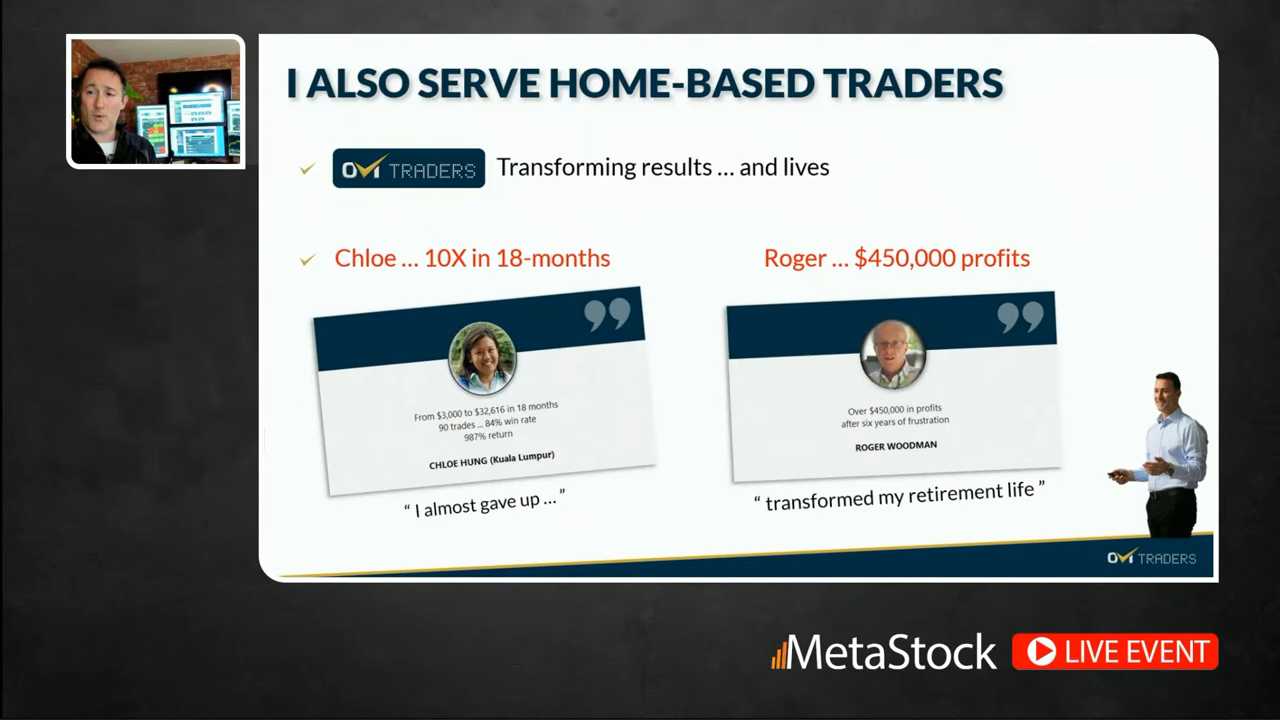 I ALSO SERVE HOME-BASED TRADERS
OVI TRADERS Transforming results ... and lives
Chloe ... 10X in 18-months
Roger ... $450,000 profits
From $3,000 to $32,616 in 18 months
90 trades ... 84% win rate
987% return
CHLOE HUNG (Kuala Lumpur)
“ I almost gave up ... ”
Over $450,000 in profits
after six years of frustration
ROGER WOODMAN
“ transformed my retirement life ”
OVI TRADERS
MetaStock LIVE EVENT